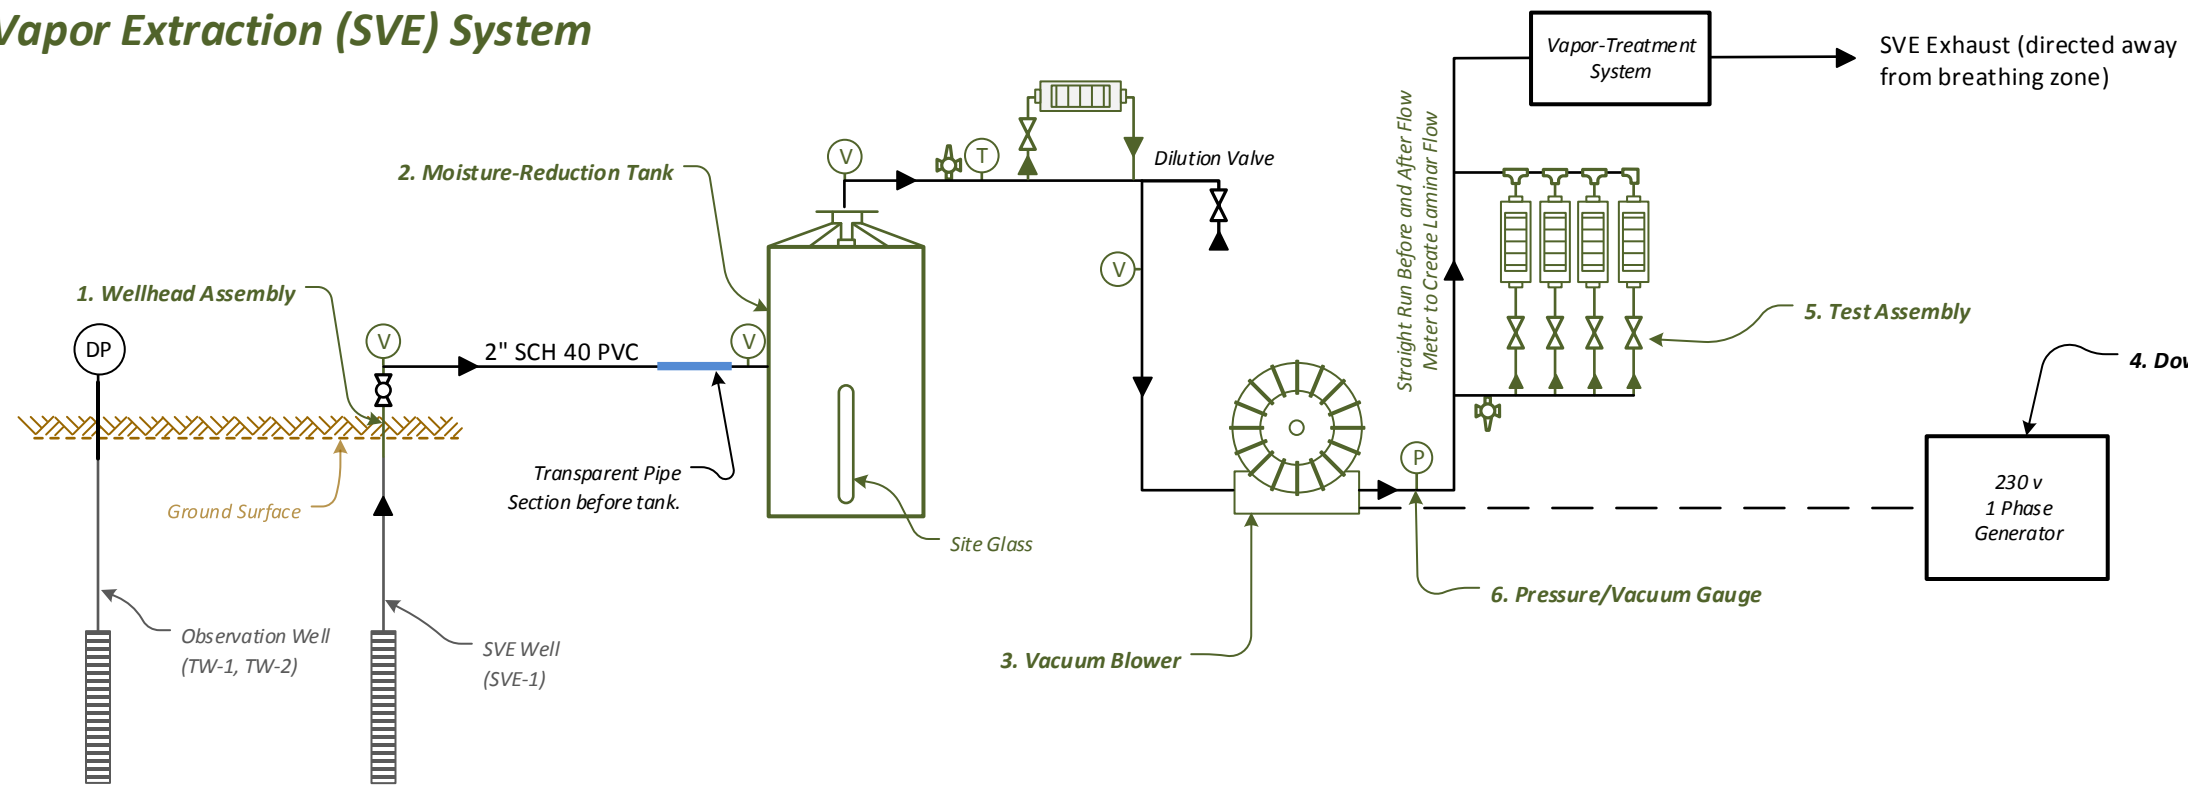 Vapor Extraction (SVE) System
Vapor-Treatment
System
SVE Exhaust (directed away
from breathing zone)
2. Moisture-Reduction Tank
V
T
Dilution Valve
Straight Run Before and After Flow
Meter to Create Laminar Flow
1. Wellhead Assembly
V
5. Test Assembly
DP
V
2" SCH 40 PVC
V
4. Dov
Transparent Pipe
Section before tank.
P
Ground Surface
230 v
1 Phase
Generator
Site Glass
6. Pressure/Vacuum Gauge
Observation Well
(TW-1, TW-2)
SVE Well
(SVE-1)
3. Vacuum Blower